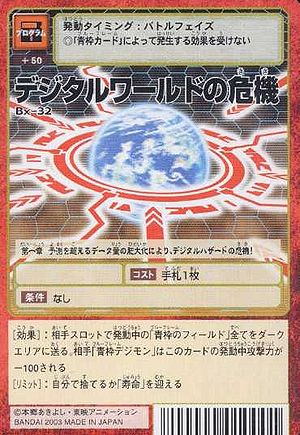 プログラム
P
+50
発動タイミング：バトルフェイズ
◎「青枠カード」によって発生する効果を受けない
デジタルワールドの危機
Bx-32
第一章 予測を超えるデータ量の肥大化により、デジタルハザードの危機！
コスト 手札1枚
条件 なし
[効果]：相手スロットで発動中の「青枠のフィールド」全てをダーク
エリアに送る。相手「青枠デジモン」はこのカードの発動中攻撃力が
－100される
[リミット]：自分で捨てるか「寿命」を迎える
©本郷あきよし・東映アニメーション
BANDAI 2003 MADE IN JAPAN